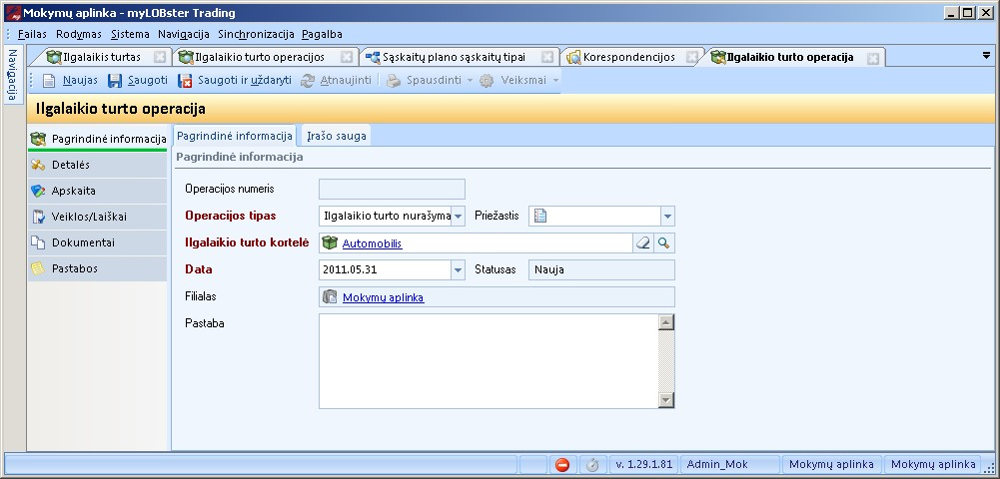 Mokymų aplinka - myLOBster Trading
Failas Rodymas Sistema Navigacija Sinchronizacija Pagalba
Navigacija
Ilgalaikis turtas Ilgalaikio turto operacijos Sąskaitų plano sąskaitų tipai Korespondencijos Ilgalaikio turto operacija
Naujas Saugoti Saugoti ir uždaryti Atnaujinti Spausdinti Veiksmai
Ilgalaikio turto operacija
Pagrindinė informacija
Detalės
Apskaita
Veiklos/Laiškai
Dokumentai
Pastabos
Pagrindinė informacija Įrašo sauga
Pagrindinė informacija
Operacijos numeris
Operacijos tipas Ilgalaikio turto nurašyma Priežastis
Ilgalaikio turto kortelė Automobilis
Data 2011.05.31 Statusas Nauja
Filialas Mokymų aplinka
Pastaba
v. 1.29.1.81 Admin_Mok Mokymų aplinka Mokymų aplinka